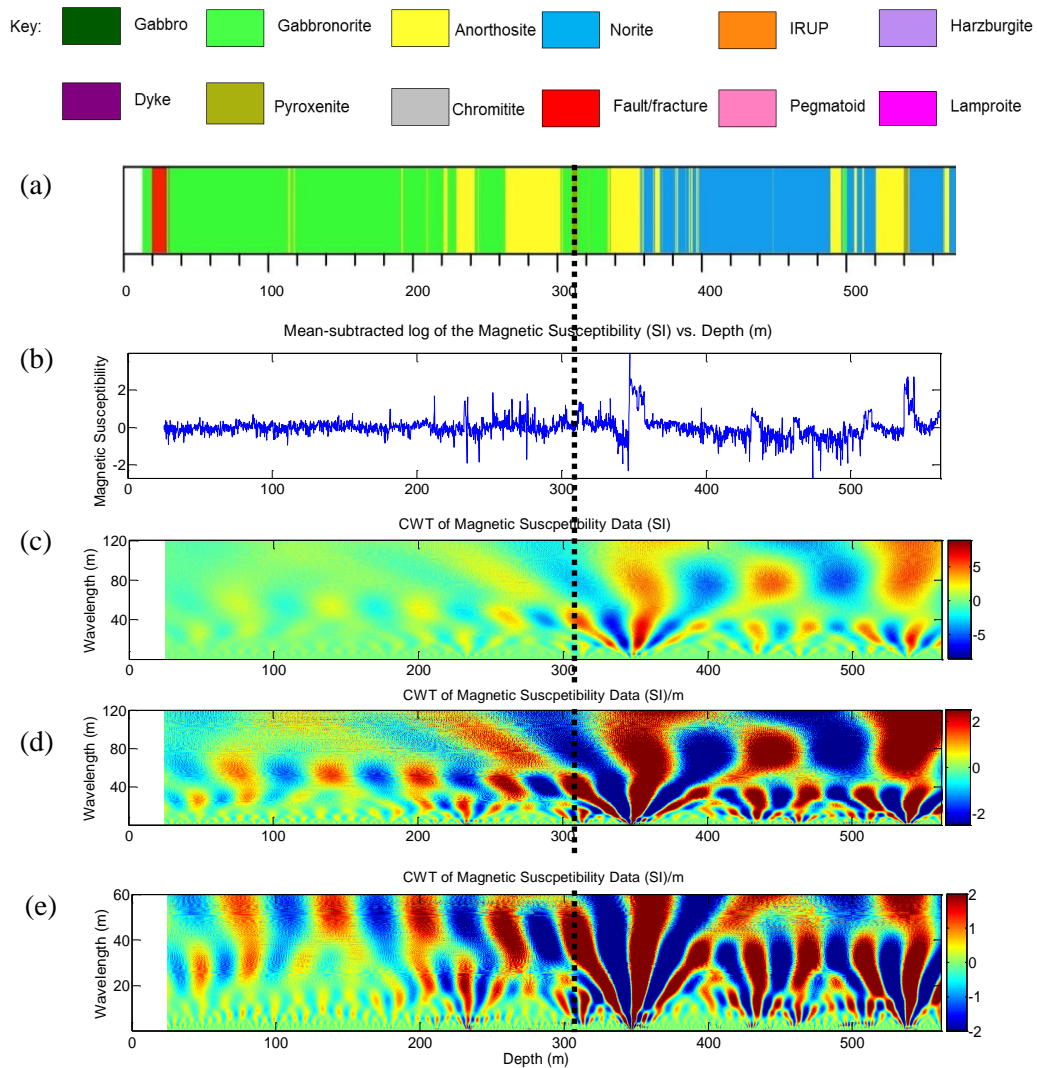 Key: Gabbro Gabbronorite Anorthosite Norite IRUP Harzburgite
Dyke Pyroxenite Chromitite Fault/fracture Pegmatoid Lamproite
(a)
0 100 200 300 400 500
Mean-subtracted log of the Magnetic Susceptibility (SI) vs. Depth (m)
(b)
Magnetic Susceptibility
2
0
-2
0 100 200 300 400 500
CWT of Magnetic Suscpetibility Data (SI)
(c)
Wavelength (m)
120
80
40
0 100 200 300 400 500
5
0
-5
CWT of Magnetic Suscpetibility Data (SI)/m
(d)
Wavelength (m)
120
80
40
0 100 200 300 400 500
2
0
-2
CWT of Magnetic Suscpetibility Data (SI)/m
(e)
Wavelength (m)
60
40
20
0 100 200 300 400 500
Depth (m)
2
1
0
-1
-2